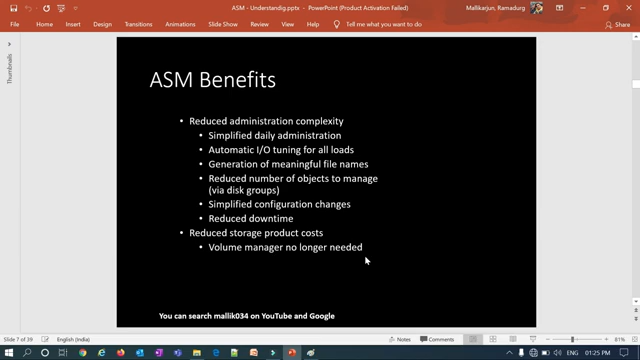 ASM - Understandig.pptx - PowerPoint (Product Activation Failed)
Mallikarjun, Ramadurg
File
Home
Insert
Design
Transitions
Animations
Slide Show
Review
View
Help
Tell me what you want to do
Share
Thumbnails
ASM Benefits
• Reduced administration complexity
• Simplified daily administration
• Automatic I/O tuning for all loads
• Generation of meaningful file names
• Reduced number of objects to manage
(via disk groups)
• Simplified configuration changes
• Reduced downtime
• Reduced storage product costs
• Volume manager no longer needed
You can search mallik034 on YouTube and Google
Slide 7 of 39
English (India)
Notes
Comments
81%
ENG
01:25 PM